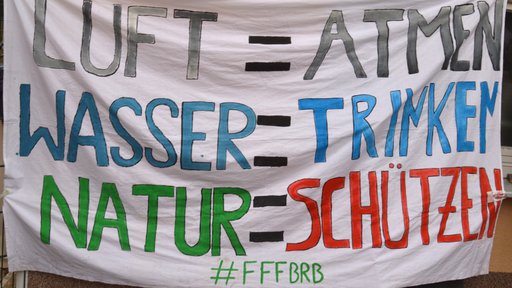 LUFT = ATMEN
WASSER = TRINKEN
NATUR = SCHÜTZEN
#FFFBRB